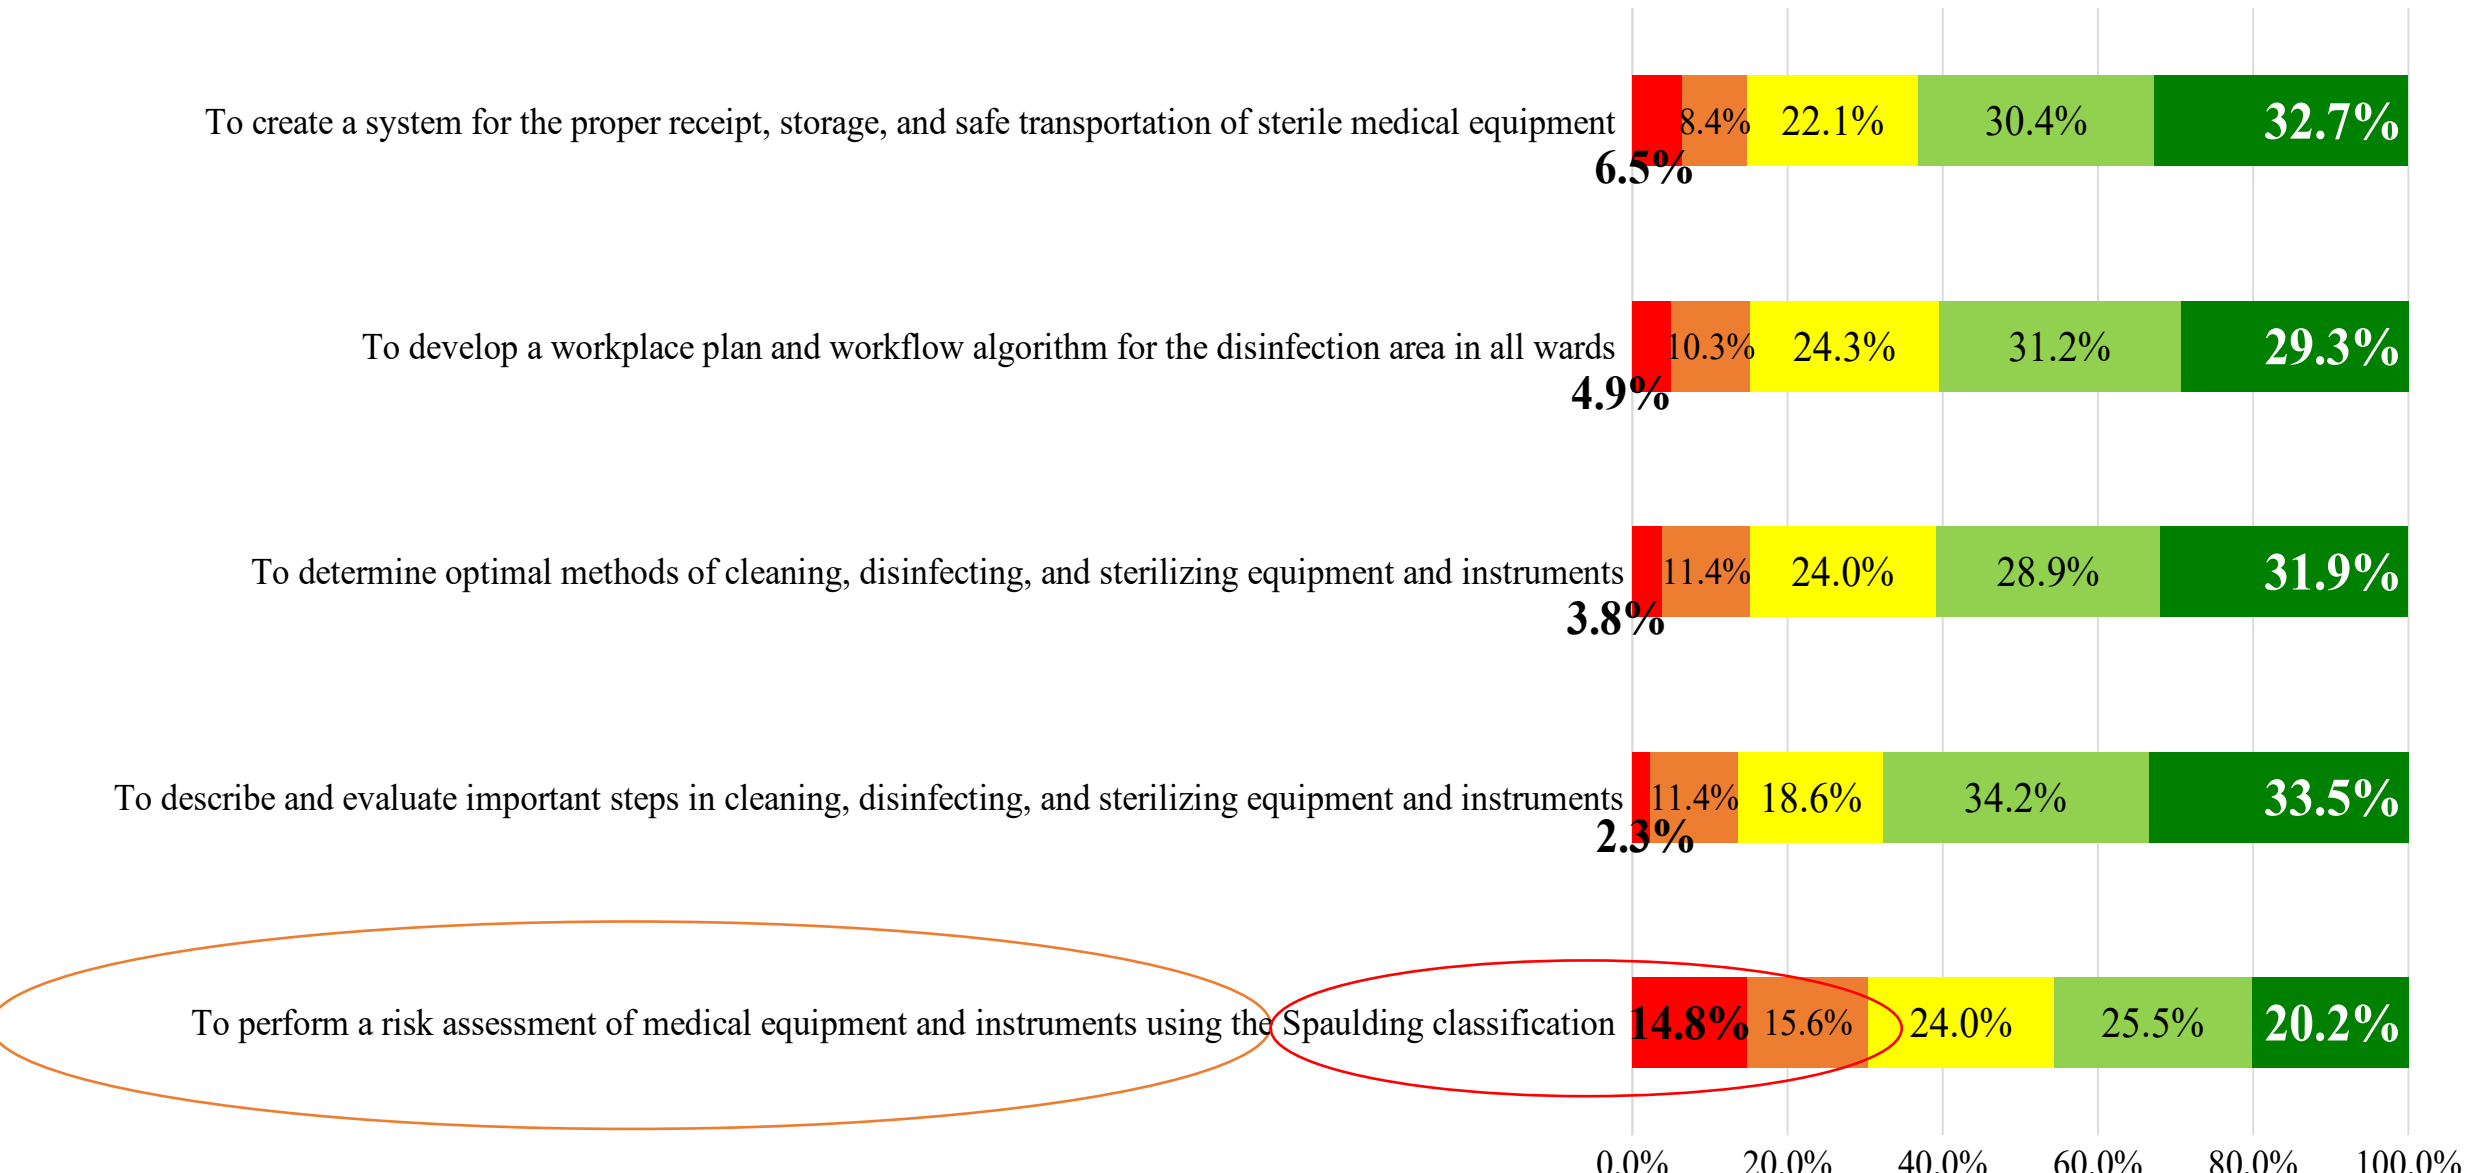 To create a system for the proper receipt, storage, and safe transportation of sterile medical equipment 8.4% 22.1% 30.4% 32.7%
6.5%
To develop a workplace plan and workflow algorithm for the disinfection area in all wards 10.3% 24.3% 31.2% 29.3%
4.9%
To determine optimal methods of cleaning, disinfecting, and sterilizing equipment and instruments 11.4% 24.0% 28.9% 31.9%
3.8%
To describe and evaluate important steps in cleaning, disinfecting, and sterilizing equipment and instruments 11.4% 18.6% 34.2% 33.5%
2.3%
To perform a risk assessment of medical equipment and instruments using the Spaulding classification 14.8% 15.6% 24.0% 25.5% 20.2%
0.0% 20.0% 40.0% 60.0% 80.0% 100.0%